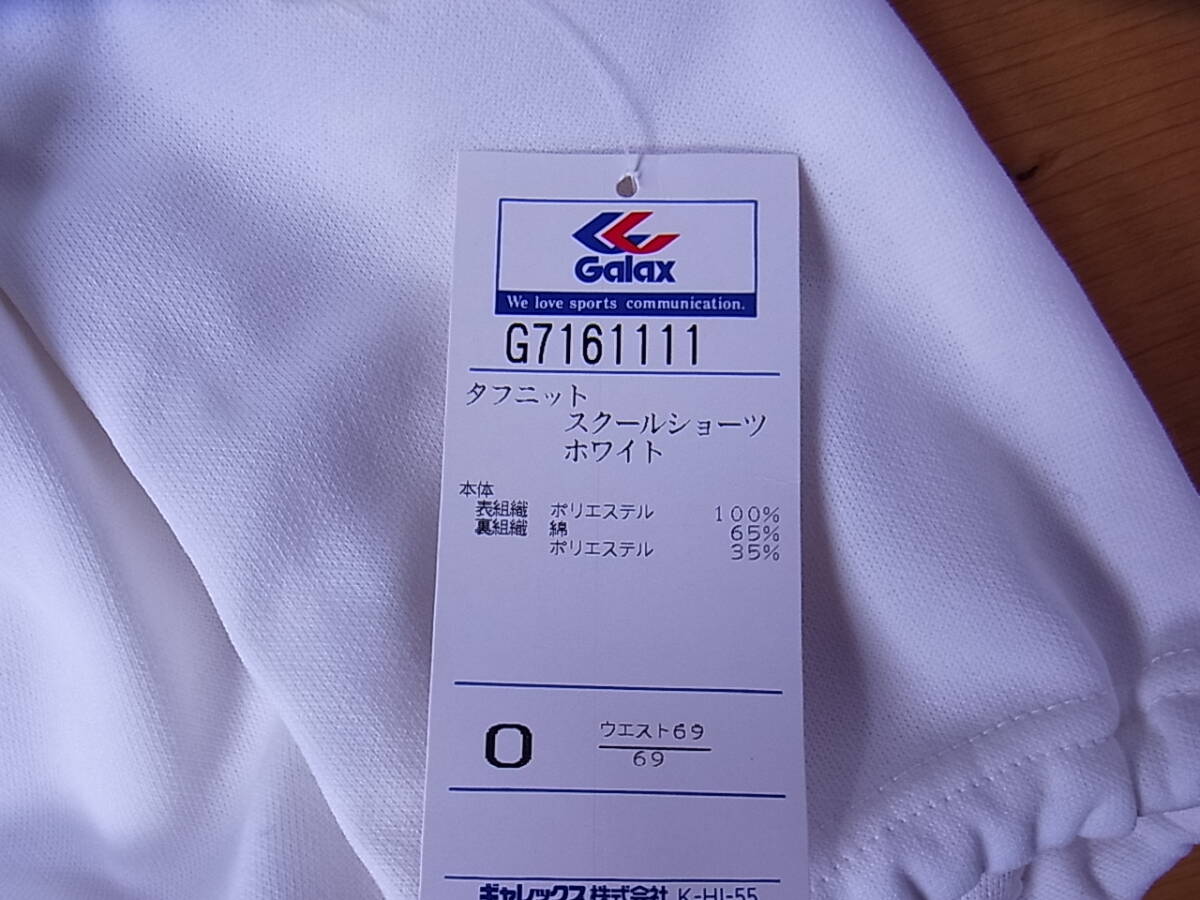 Galax
We love sports communication.
G7161111
タフニット
スクールショーツ
ホワイト
本体
表組織 ポリエステル 100%
裏組織 綿 65%
ポリエステル 35%
O ウエスト69
69
ギャレックス株式会社 K-HI-55